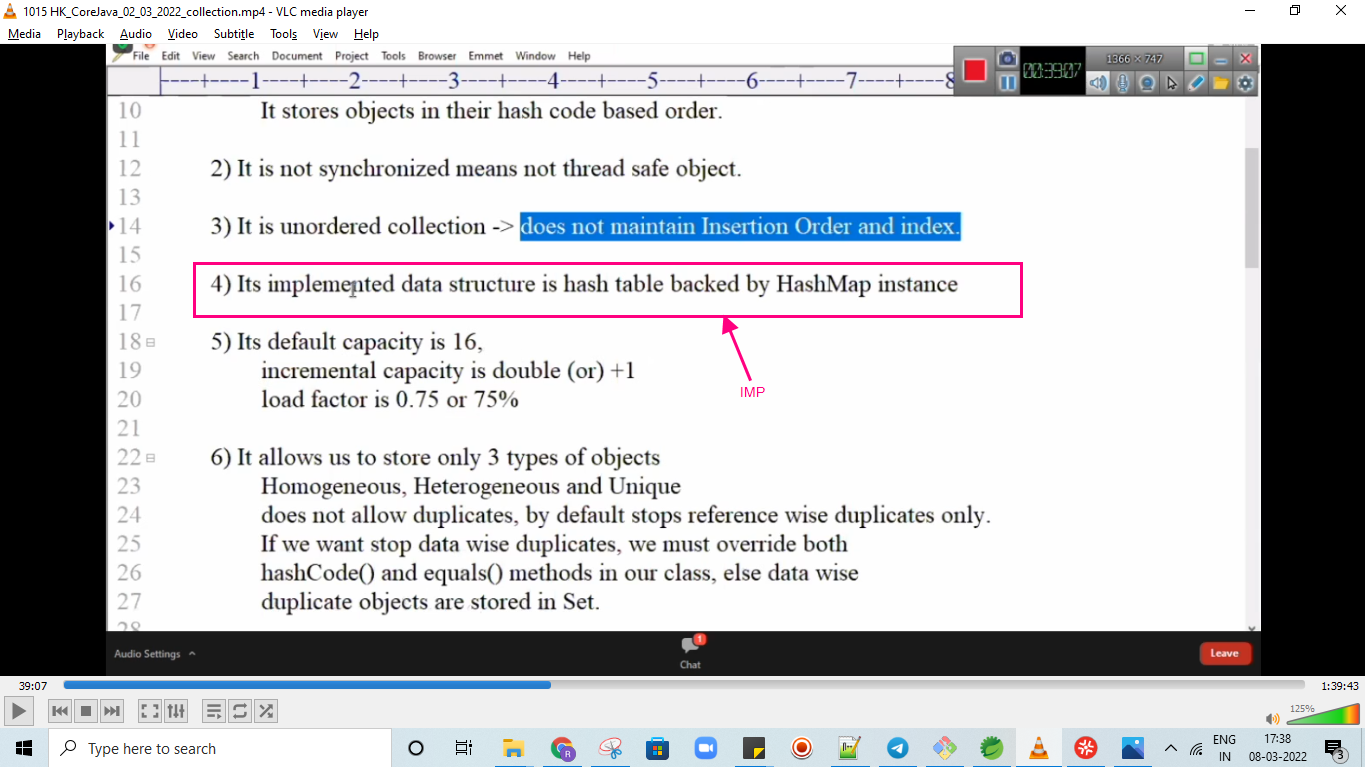 1015 HK_CoreJava_02_03_2022_collection.mp4 - VLC media player
Media Playback Audio Video Subtitle Tools View Help
File Edit View Search Document Project Tools Browser Emmet Window Help
1366 × 747
00:39:07
----+----1----+----2----+----3----+----4----+----5----+----6----+----7----+----8
10 It stores objects in their hash code based order.
11
12 2) It is not synchronized means not thread safe object.
13
14 3) It is unordered collection -> does not maintain Insertion Order and index.
15
16 4) Its implemented data structure is hash table backed by HashMap instance
17
18 5) Its default capacity is 16,
19 incremental capacity is double (or) +1
20 load factor is 0.75 or 75%
IMP
21
22 6) It allows us to store only 3 types of objects
23 Homogeneous, Heterogeneous and Unique
24 does not allow duplicates, by default stops reference wise duplicates only.
25 If we want stop data wise duplicates, we must override both
26 hashCode() and equals() methods in our class, else data wise
27 duplicate objects are stored in Set.
28
Audio Settings
1
Chat
Leave
39:07
1:39:43
125%
Type here to search
R
ENG
IN
17:38
08-03-2022
3